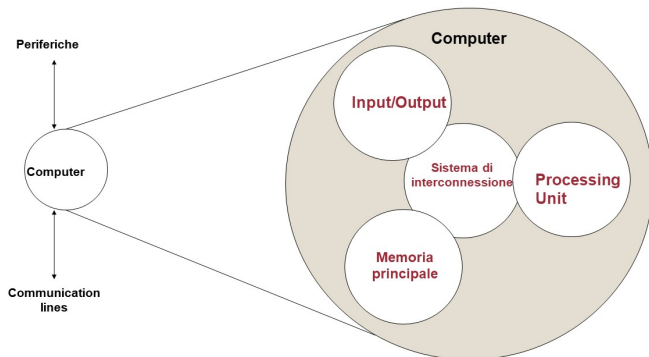 Periferiche
Computer
Communication
lines
Computer
Input/Output
Sistema di
interconnessione
Processing
Unit
Memoria
principale